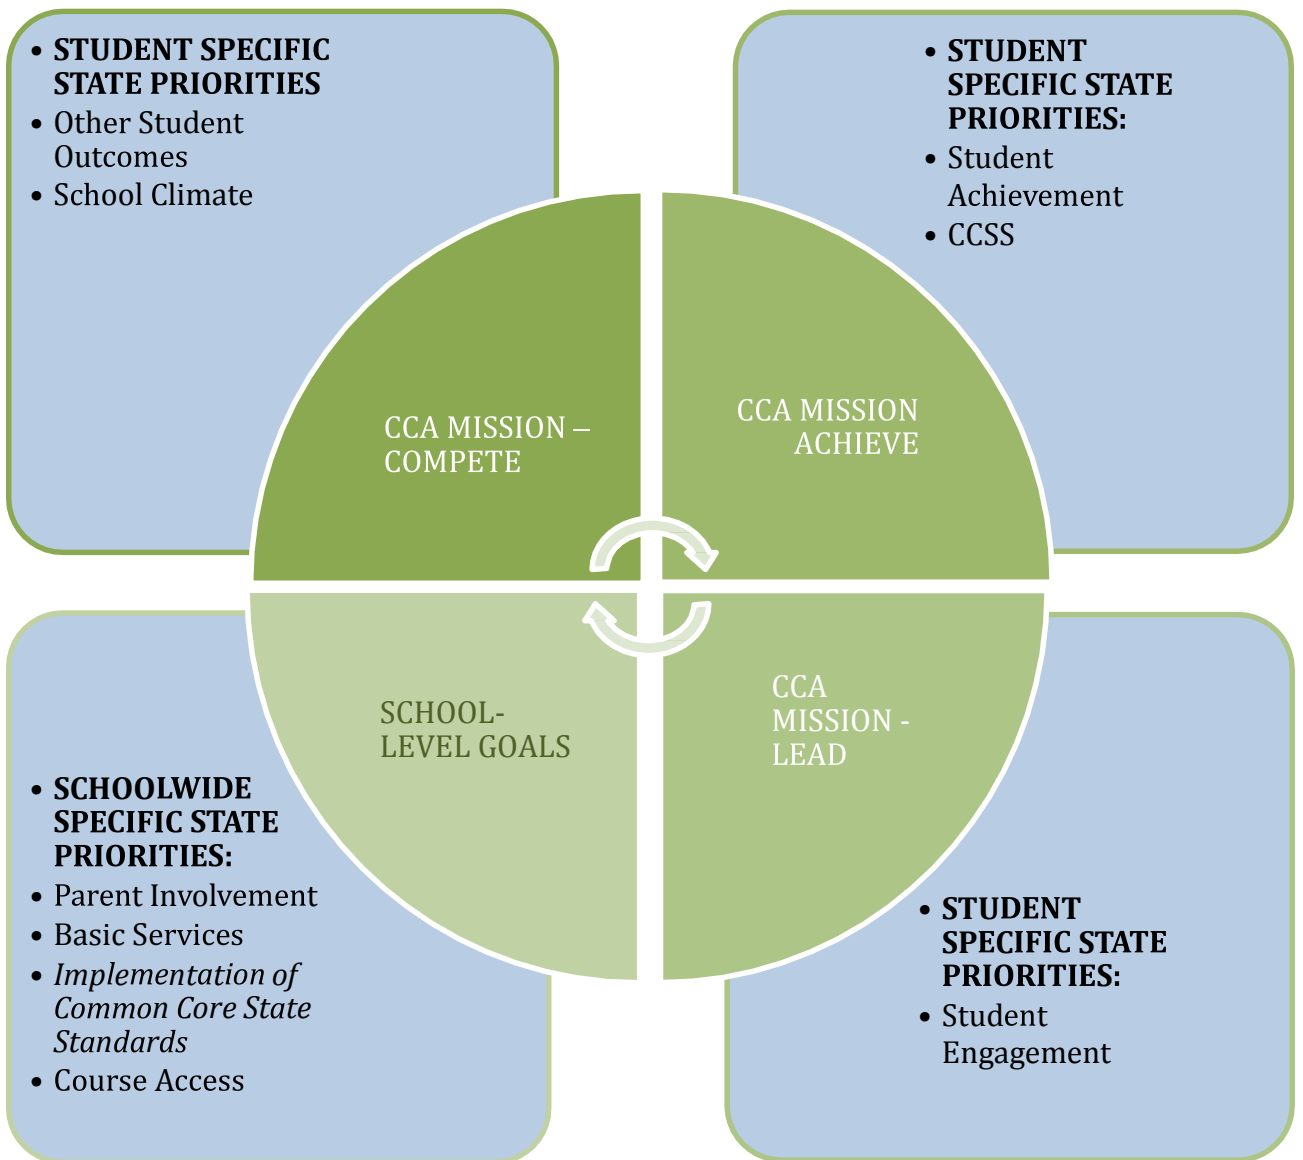 • STUDENT SPECIFIC
STATE PRIORITIES
• Other Student
Outcomes
• School Climate
• STUDENT
SPECIFIC STATE
PRIORITIES:
• Student
Achievement
• CCSS
CCA MISSION –
COMPETE
CCA MISSION
ACHIEVE
SCHOOL-
LEVEL GOALS
CCA
MISSION -
LEAD
• SCHOOLWIDE
SPECIFIC STATE
PRIORITIES:
• Parent Involvement
• Basic Services
• Implementation of
Common Core State
Standards
• Course Access
• STUDENT
SPECIFIC STATE
PRIORITIES:
• Student
Engagement